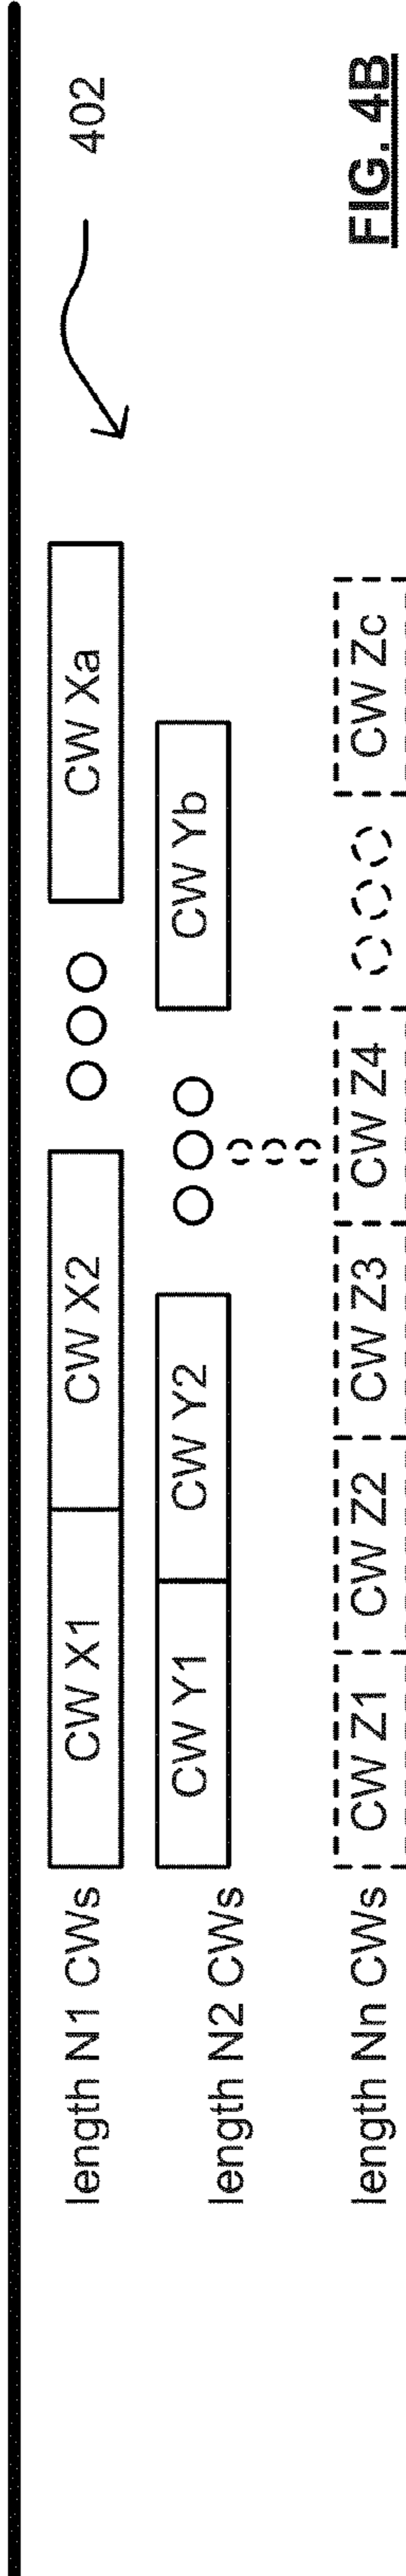 402
length N1 CWs CW X1 CW X2 CW Xa
length N2 CWs CW Y1 CW Y2 CW Yb
length Nn CWs CW Z1 CW Z2 CW Z3 CW Z4 CW Zc
FIG. 4B